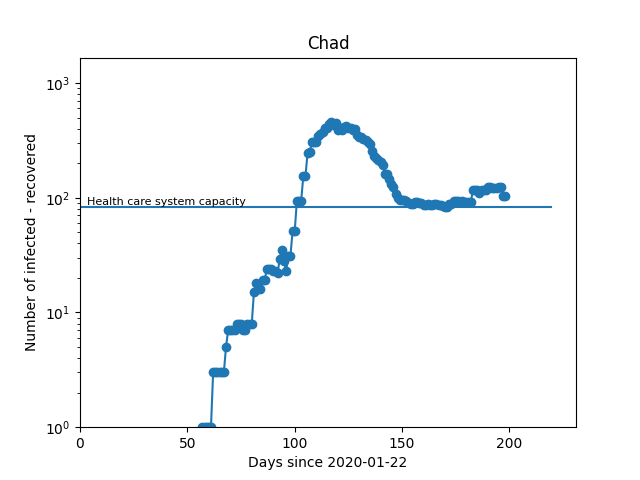 Chad
Number of infected - recovered
10³
10²
10¹
10⁰
Health care system capacity
0 50 100 150 200
Days since 2020-01-22